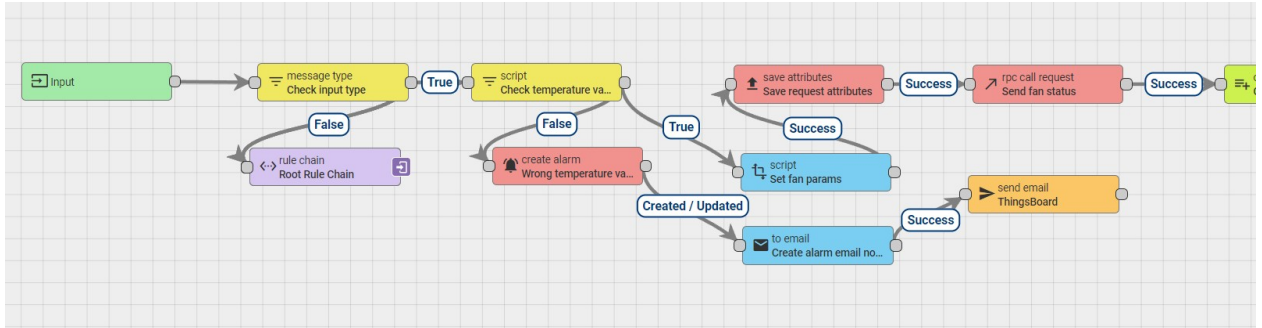 Input
message type
Check input type
True
script
Check temperature va...
save attributes
Save request attributes
Success
rpc call request
Send fan status
Success
False
False
True
Success
rule chain
Root Rule Chain
create alarm
Wrong temperature va...
script
Set fan params
send email
ThingsBoard
Created / Updated
Success
to email
Create alarm email no...